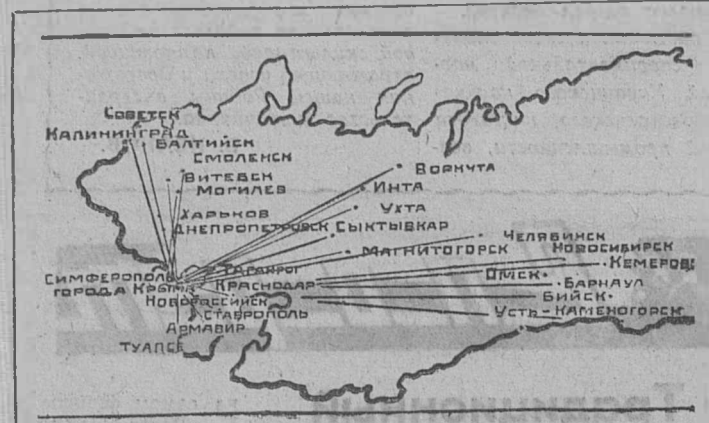 Советск
Калининград
Балтийск
Смоленск
Витебск
Могилев
Воркута
Инта
Ухта
Харьков
Днепропетровск
Сыктывкар
Челябинск
Магнитогорск
Новосибирск
Кемерово
Симферополь
Таганрог
Омск
города Крыма
Краснодар
Барнаул
Новороссийск
Бийск
Ставрополь
Усть-Каменогорск
Армавир
Туапсе
Традиционный